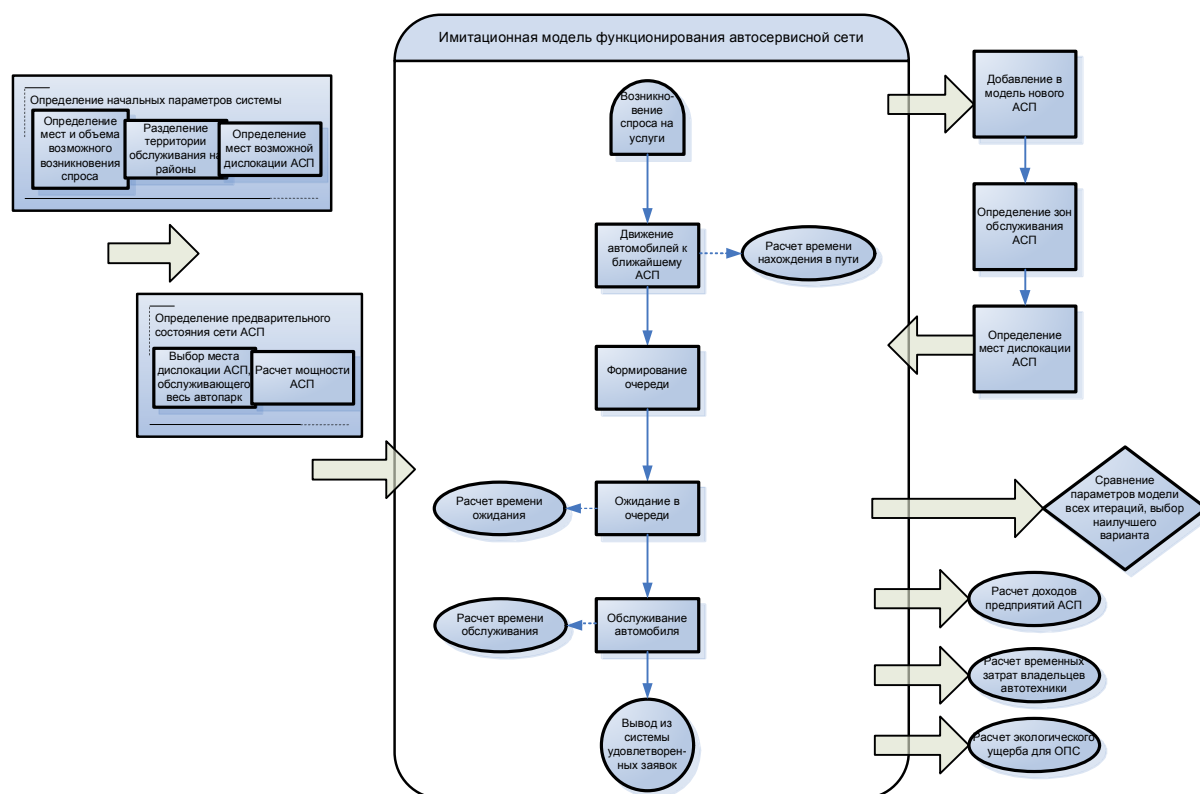 Имитационная модель функционирования автосервисной сети
Определение начальных параметров системы
Определение
мест и объема
возможного
возникновения
спроса
Разделение
территории
обслуживания на
районы
Определение
мест возможной
дислокации АСП
Определение предварительного
состояния сети АСП
Выбор места
дислокации АСП,
обслуживающего
весь автопарк
Расчет мощности
АСП
Возникно-
вение
спроса на
услуги
Движение
автомобилей к
ближайшему
АСП
Расчет времени
нахождения в пути
Формирование
очереди
Ожидание в
очереди
Расчет времени
ожидания
Обслуживание
автомобиля
Расчет времени
обслуживания
Вывод из
системы
удовлетворен-
ных заявок
Добавление в
модель нового
АСП
Определение зон
обслуживания
АСП
Определение
мест дислокации
АСП
Сравнение
параметров модели
всех итераций, выбор
наилучшего
варианта
Расчет доходов
предприятий АСП
Расчет временных
затрат владельцев
автотехники
Расчет экологического
ущерба для ОПС